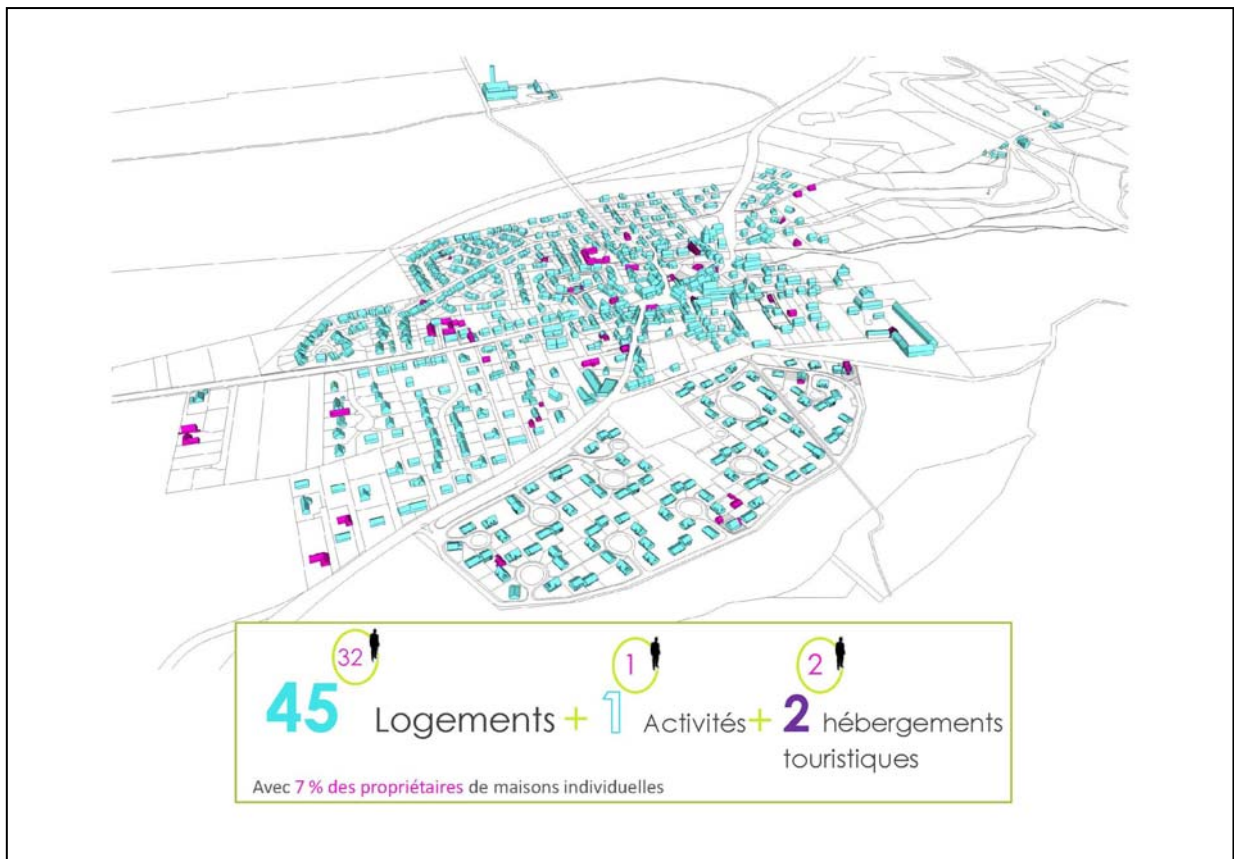 32 1 2
45 Logements + 1 Activités + 2 hébergements
touristiques
Avec 7 % des propriétaires de maisons individuelles